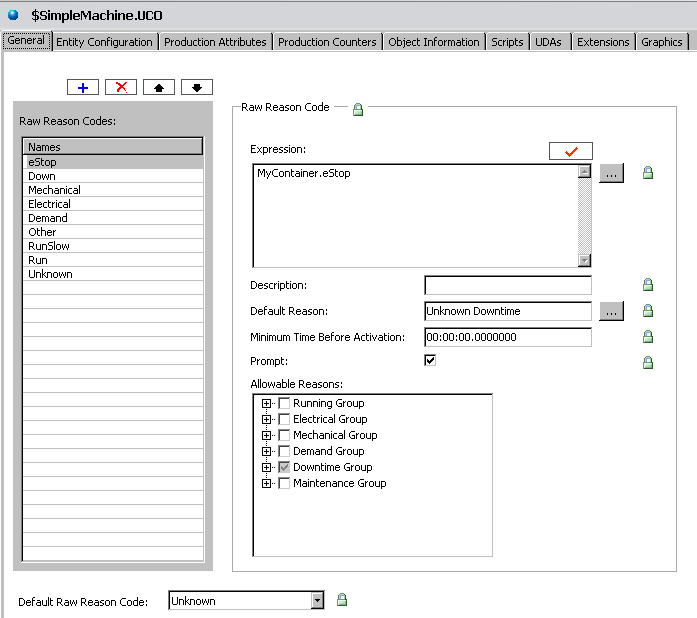 $SimpleMachine.UCO
General Entity Configuration Production Attributes Production Counters Object Information Scripts UDAs Extensions Graphics
Raw Reason Codes:
Names
eStop
Down
Mechanical
Electrical
Demand
Other
RunSlow
Run
Unknown
Raw Reason Code
Expression:
MyContainer.eStop
...
Description:
Default Reason: Unknown Downtime ...
Minimum Time Before Activation: 00:00:00.0000000
Prompt:
Allowable Reasons:
Running Group
Electrical Group
Mechanical Group
Demand Group
Downtime Group
Maintenance Group
Default Raw Reason Code: Unknown